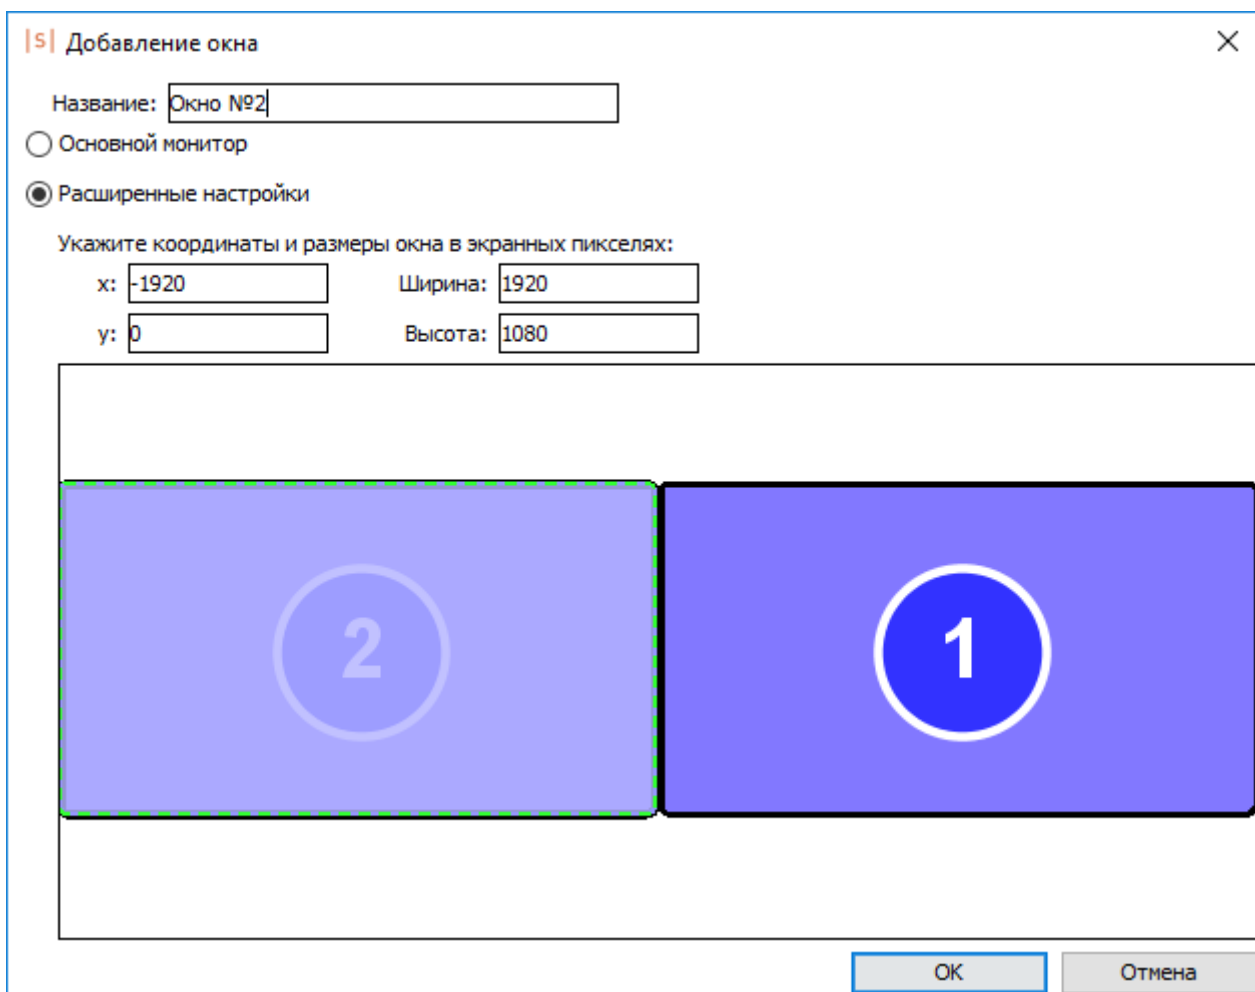 |S| Добавление окна
Название: Окно №2
Основной монитор
Расширенные настройки
Укажите координаты и размеры окна в экранных пикселях:
x: -1920 Ширина: 1920
y: 0 Высота: 1080
2 1
OK Отмена